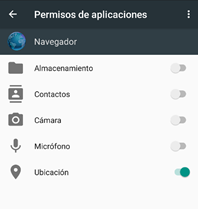 Permisos de aplicaciones
Navegador
Almacenamiento
Contactos
Cámara
Micrófono
Ubicación